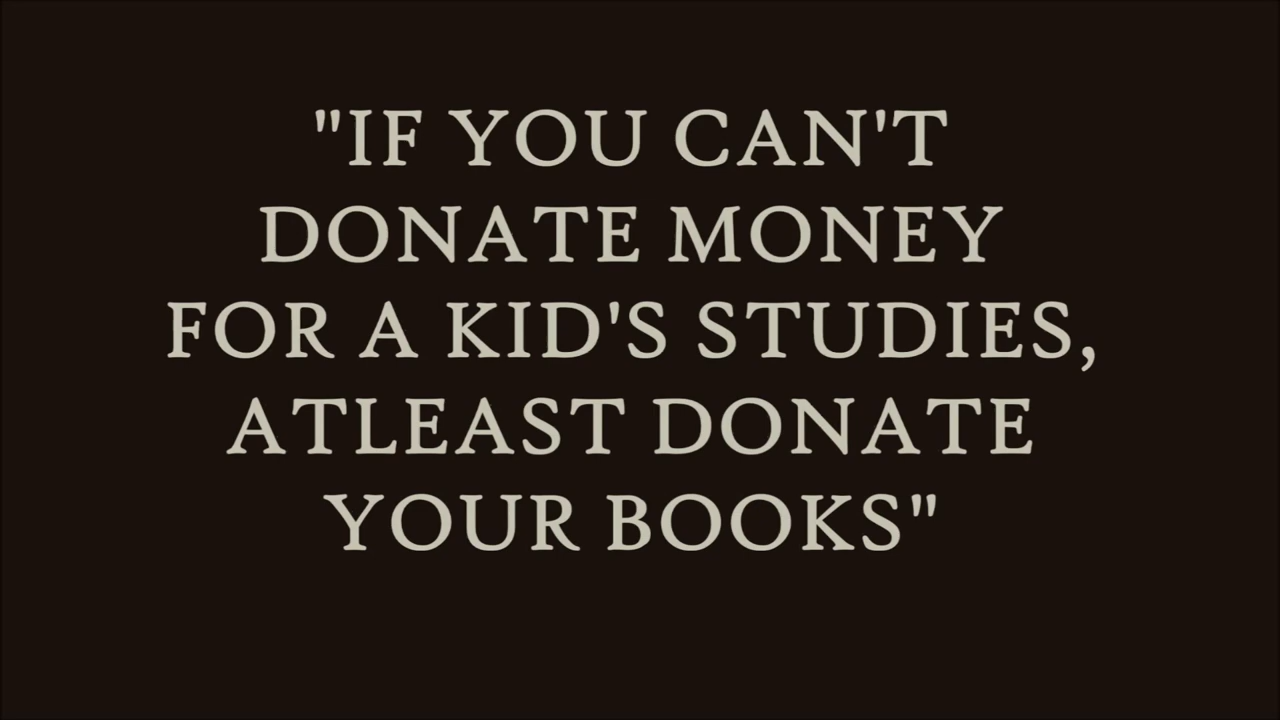 "IF YOU CAN'T
DONATE MONEY
FOR A KID'S STUDIES,
ATLEAST DONATE
YOUR BOOKS"